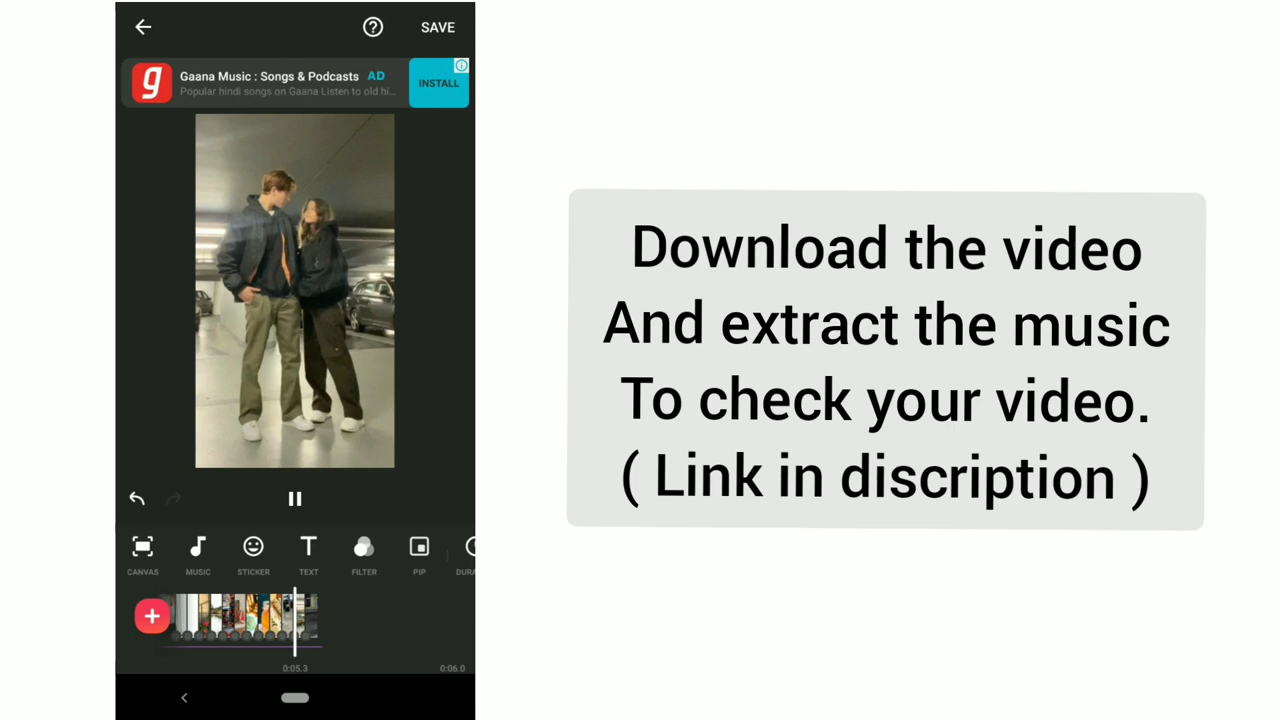 SAVE
Gaana Music : Songs & Podcasts AD
Popular hindi songs on Gaana Listen to old hi...
INSTALL
Download the video
And extract the music
To check your video.
( Link in discription )
CANVAS MUSIC STICKER TEXT FILTER PIP DURA
0:05.3 0:06.0